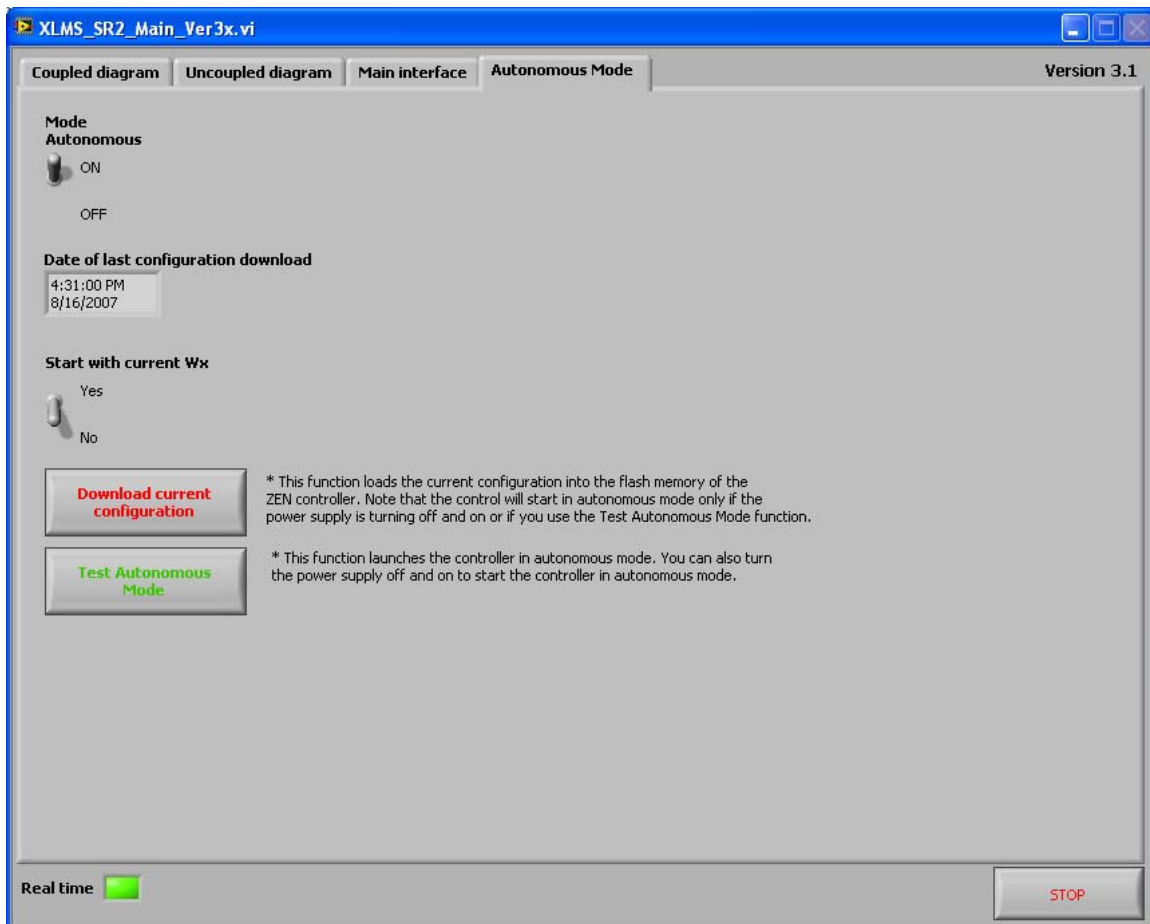 XLMS_SR2_Main_Ver3x.vi
Coupled diagram Uncoupled diagram Main interface Autonomous Mode Version 3.1
Mode
Autonomous
ON
OFF
Date of last configuration download
4:31:00 PM
8/16/2007
Start with current Wx
Yes
No
Download current
configuration
* This function loads the current configuration into the flash memory of the
ZEN controller. Note that the control will start in autonomous mode only if the
power supply is turning off and on or if you use the Test Autonomous Mode function.
Test Autonomous
Mode
* This function launches the controller in autonomous mode. You can also turn
the power supply off and on to start the controller in autonomous mode.
Real time
STOP